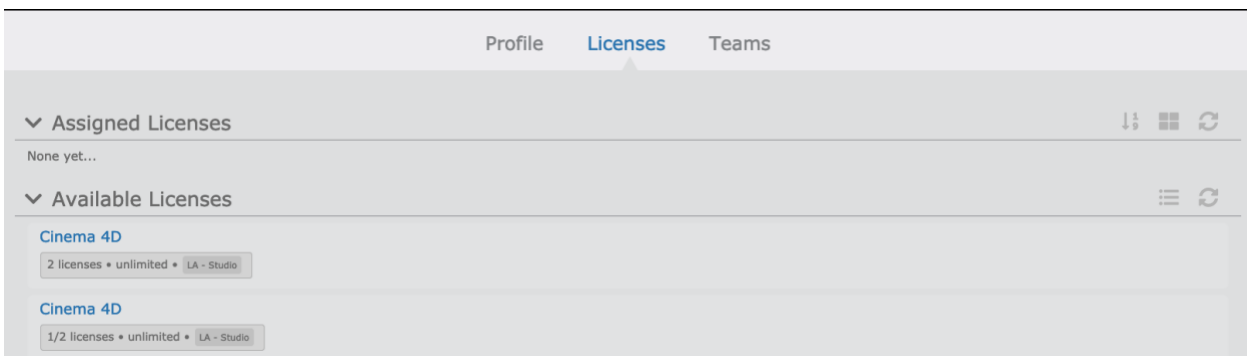 Profile Licenses Teams
Assigned Licenses
None yet...
Available Licenses
Cinema 4D
2 licenses • unlimited • LA - Studio
Cinema 4D
1/2 licenses • unlimited • LA - Studio